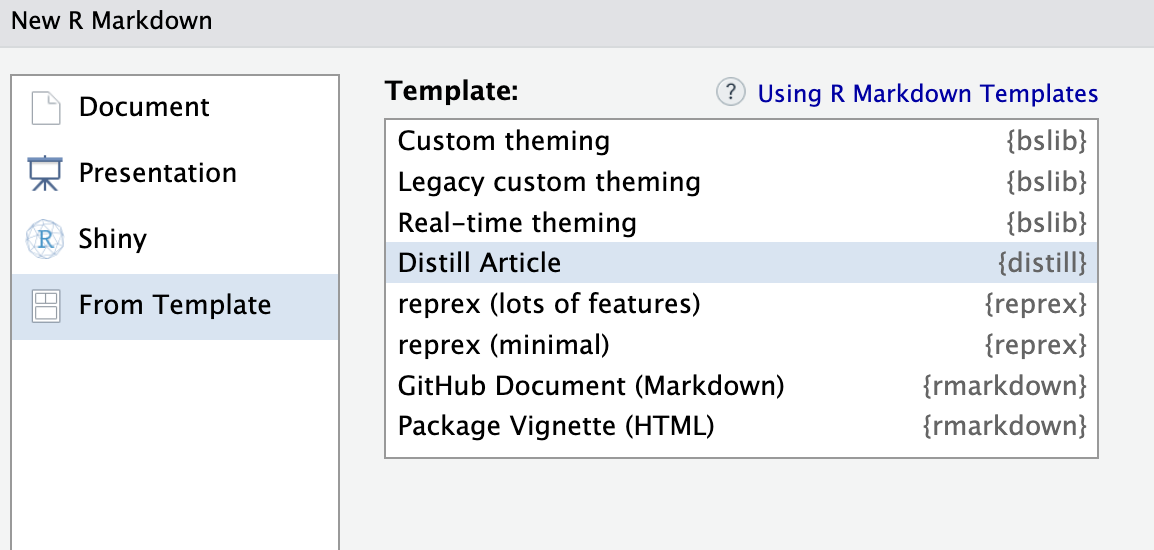 New R Markdown
Document
Presentation
R
Shiny
From Template
Template:
? Using R Markdown Templates
Custom theming {bslib}
Legacy custom theming {bslib}
Real-time theming {bslib}
Distill Article {distill}
reprex (lots of features) {reprex}
reprex (minimal) {reprex}
GitHub Document (Markdown) {rmarkdown}
Package Vignette (HTML) {rmarkdown}